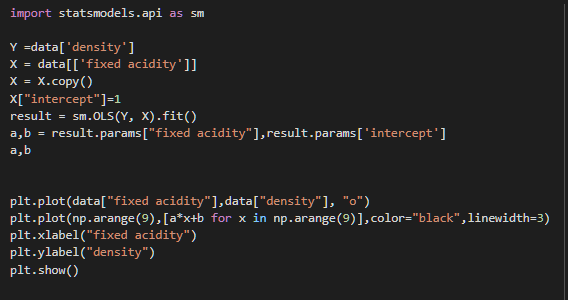 import statsmodels.api as sm
Y =data['density']
X = data[['fixed acidity']]
X = X.copy()
X["intercept"]=1
result = sm.OLS(Y, X).fit()
a,b = result.params["fixed acidity"],result.params['intercept']
a,b
plt.plot(data["fixed acidity"],data["density"], "o")
plt.plot(np.arange(9),[a*x+b for x in np.arange(9)],color="black",linewidth=3)
plt.xlabel("fixed acidity")
plt.ylabel("density")
plt.show()